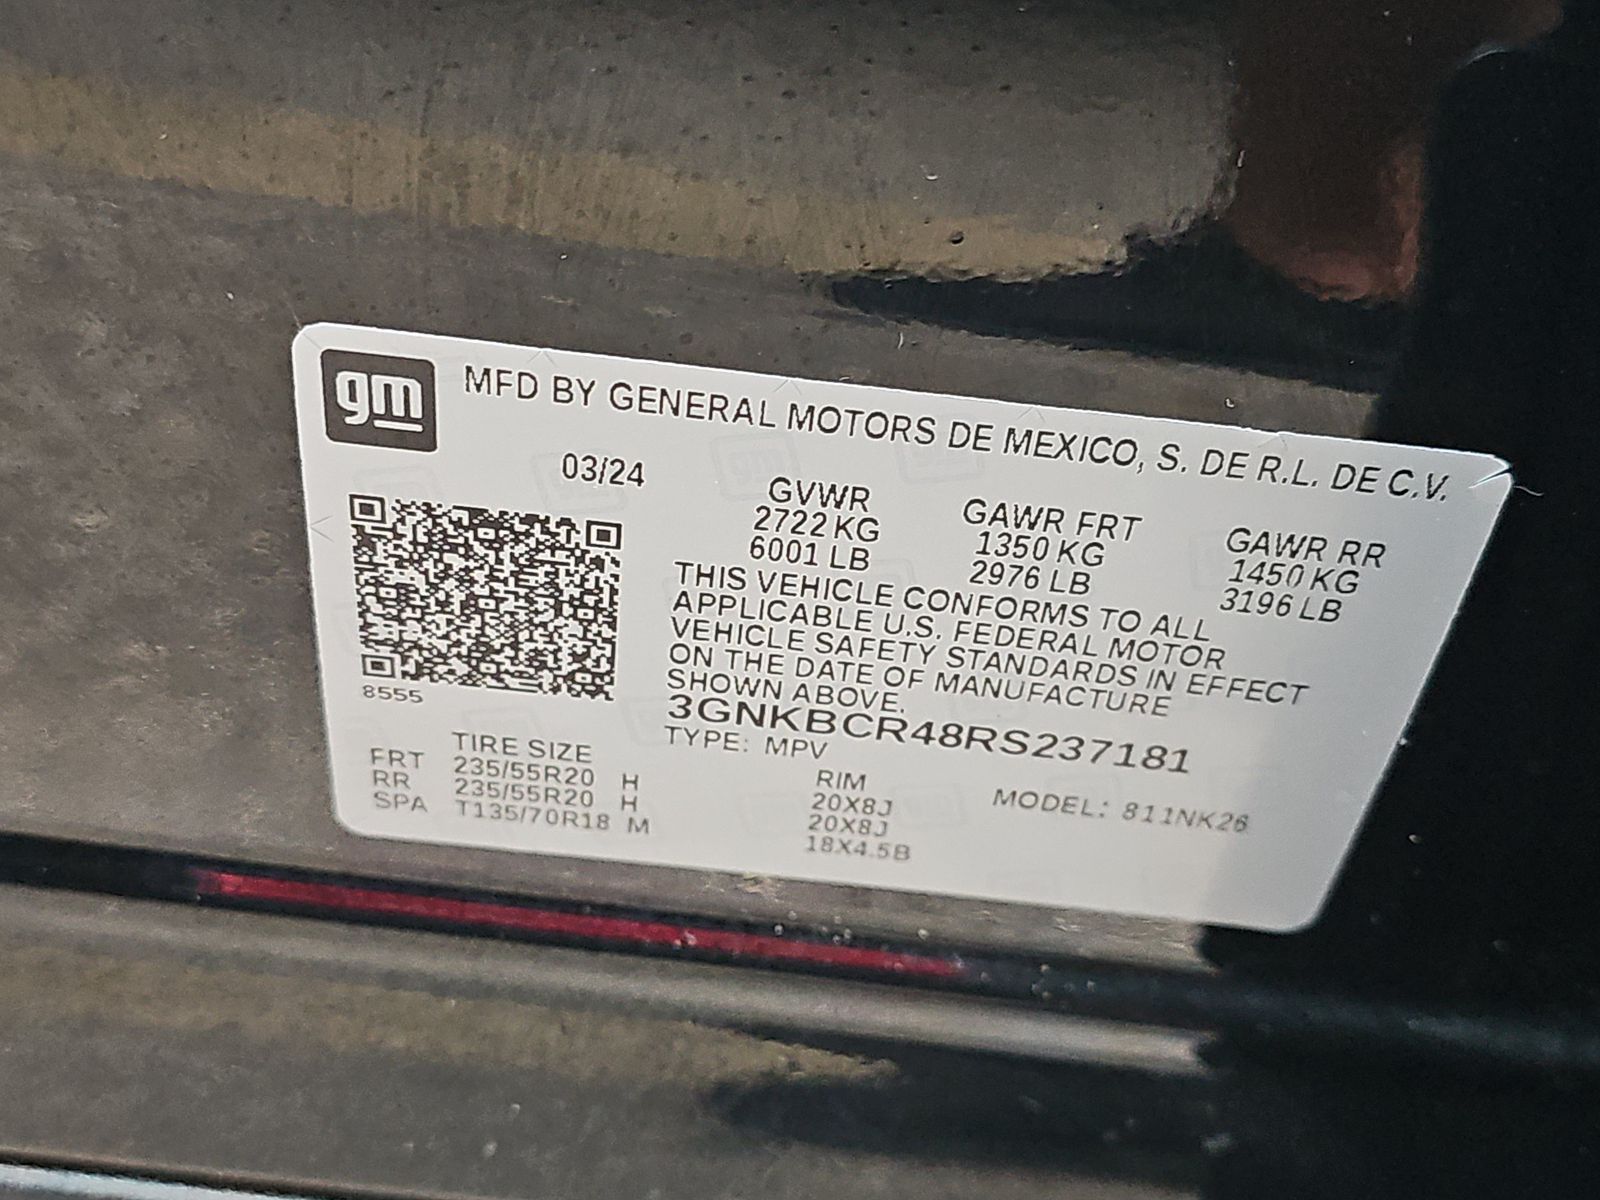 gm
MFD BY GENERAL MOTORS DE MEXICO, S. DE R.L. DE C.V.
03/24
GVWR GAWR FRT GAWR RR
2722 KG 1350 KG 1450 KG
6001 LB 2976 LB 3196 LB
THIS VEHICLE CONFORMS TO ALL
APPLICABLE U.S. FEDERAL MOTOR
VEHICLE SAFETY STANDARDS IN EFFECT
ON THE DATE OF MANUFACTURE
SHOWN ABOVE.
8555
3GNKBCR48RS237181
TYPE: MPV
MODEL: 811NK26
TIRE SIZE RIM
FRT 235/55R20 H 20X8J
RR 235/55R20 H 20X8J
SPA T135/70R18 M 18X4.5B